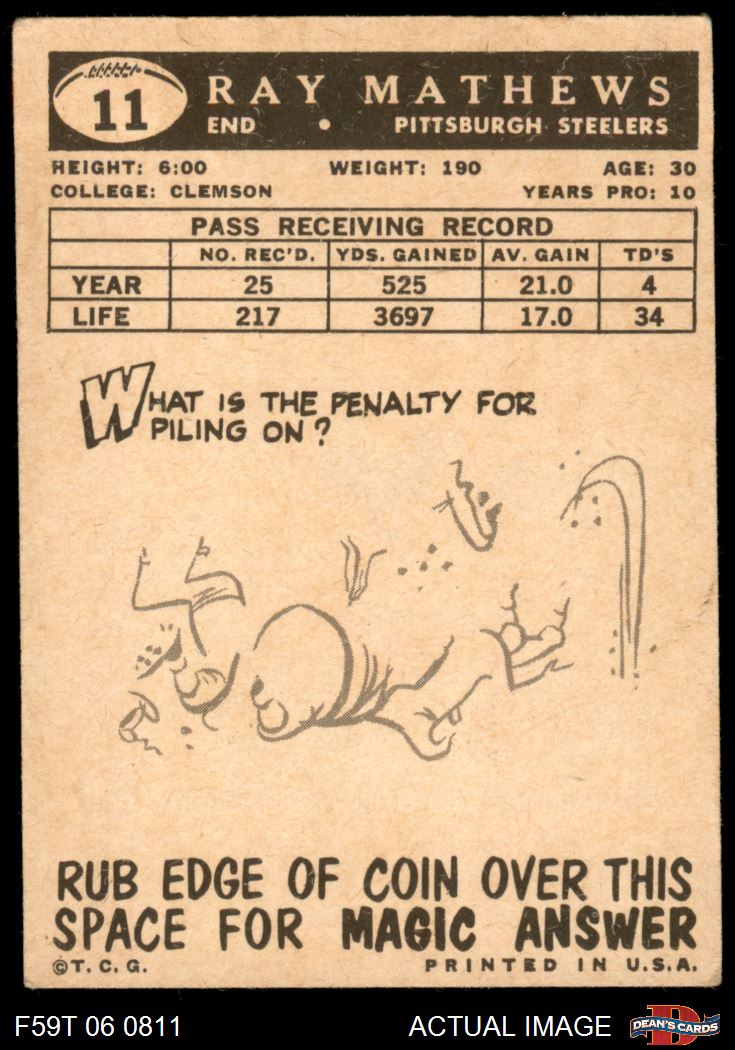 11
RAY MATHEWS
END • PITTSBURGH STEELERS
HEIGHT: 6:00 WEIGHT: 190 AGE: 30
COLLEGE: CLEMSON YEARS PRO: 10
PASS RECEIVING RECORD
NO. REC'D. YDS. GAINED AV. GAIN TD'S
YEAR 25 525 21.0 4
LIFE 217 3697 17.0 34
WHAT IS THE PENALTY FOR
PILING ON?
RUB EDGE OF COIN OVER THIS
SPACE FOR MAGIC ANSWER
©T.C.G. PRINTED IN U.S.A.
F59T 06 0811 ACTUAL IMAGE D DEAN'S CARDS